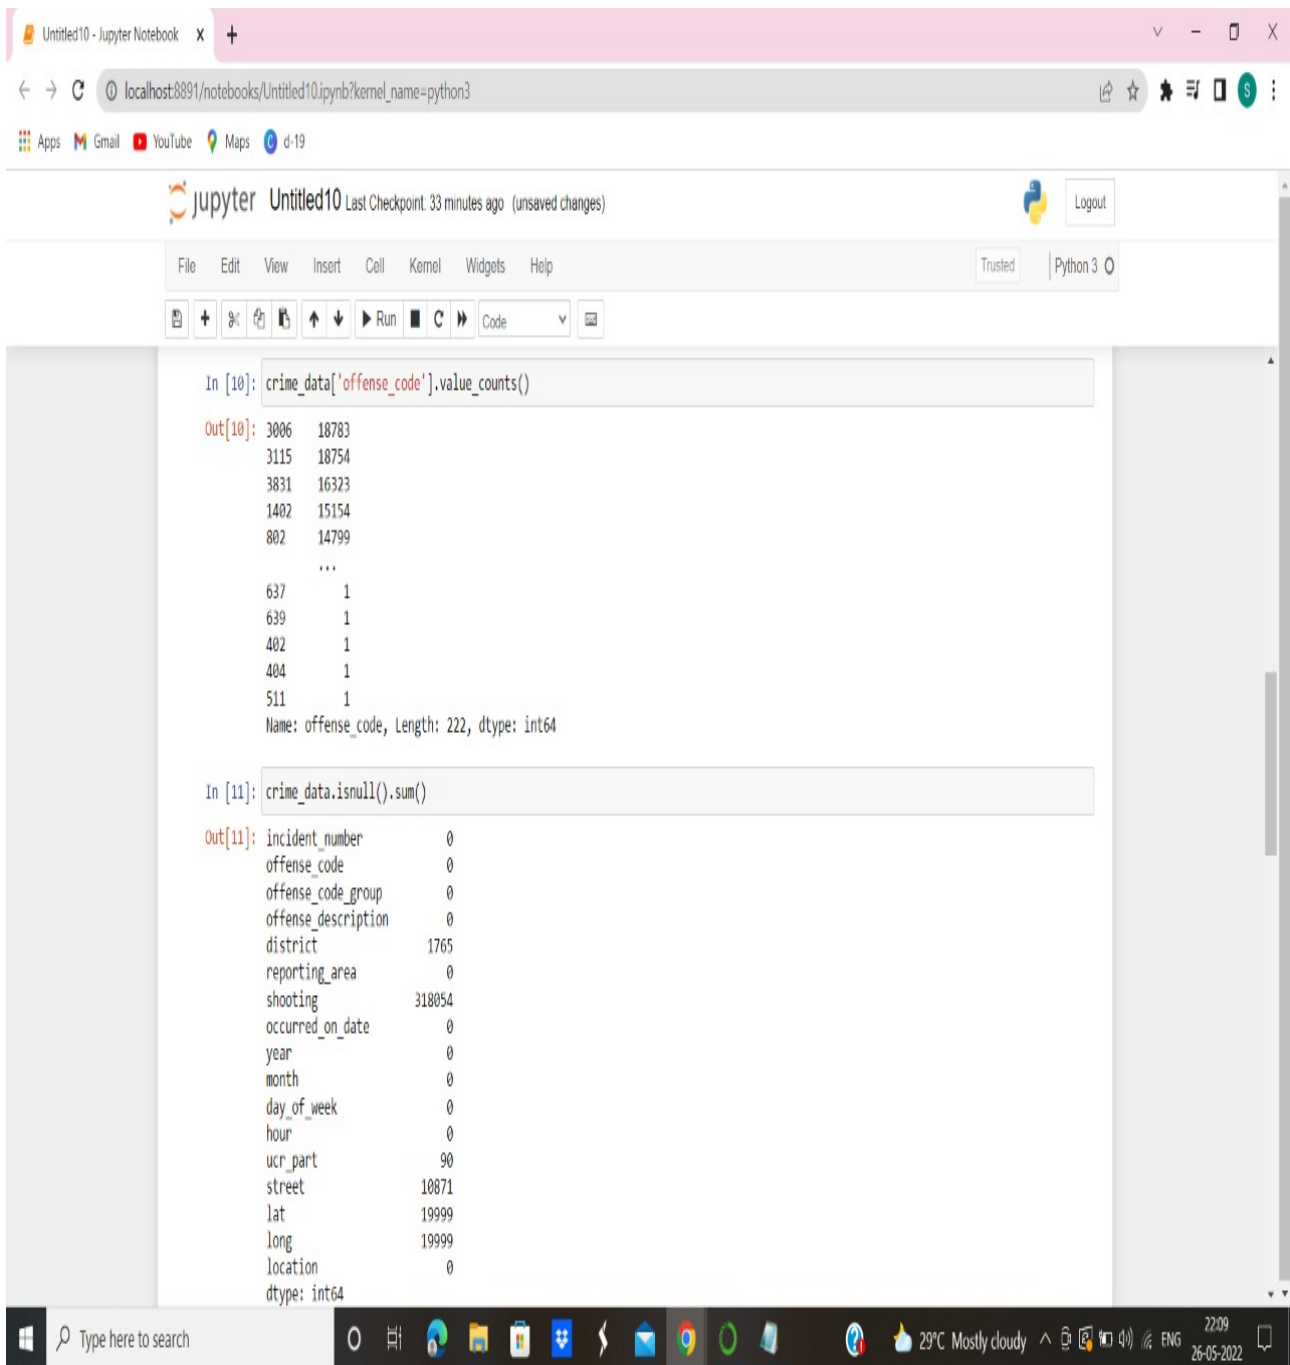 Untitled10 - Jupyter Notebook
localhost:8891/notebooks/Untitled10.ipynb?kernel_name=python3
S
Apps Gmail YouTube Maps C d-19
jupyter Untitled10 Last Checkpoint: 33 minutes ago (unsaved changes)
Logout
File Edit View Insert Cell Kernel Widgets Help
Trusted Python 3
Run Code
In [10]: crime_data['offense_code'].value_counts()
Out[10]: 3006 18783
3115 18754
3831 16323
1402 15154
802 14799
...
637 1
639 1
402 1
404 1
511 1
Name: offense_code, Length: 222, dtype: int64
In [11]: crime_data.isnull().sum()
Out[11]: incident_number 0
offense_code 0
offense_code_group 0
offense_description 0
district 1765
reporting_area 0
shooting 318054
occurred_on_date 0
year 0
month 0
day_of_week 0
hour 0
ucr_part 90
street 10871
lat 19999
long 19999
location 0
dtype: int64
Type here to search
29°C Mostly cloudy ENG
22:09
26-05-2022